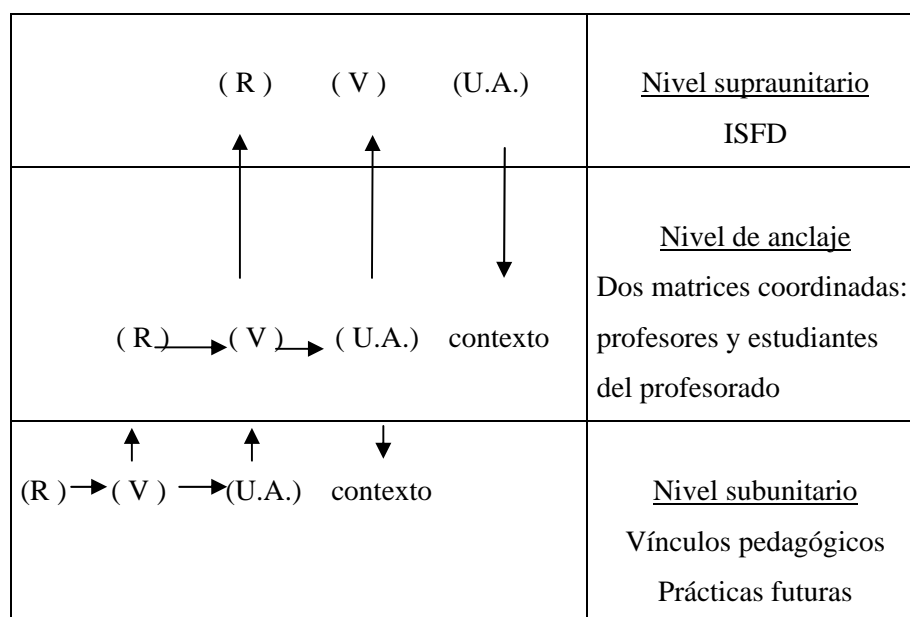 ( R ) ( V ) (U.A.) Nivel supraunitario
ISFD
Nivel de anclaje
Dos matrices coordinadas:
( R ) ( V ) ( U.A.) contexto profesores y estudiantes
del profesorado
(R ) ( V ) (U.A.) contexto Nivel subunitario
Vínculos pedagógicos
Prácticas futuras